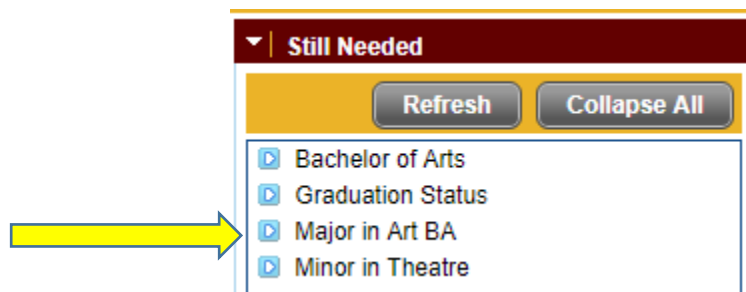 Still Needed
Refresh Collapse All
Bachelor of Arts
Graduation Status
Major in Art BA
Minor in Theatre